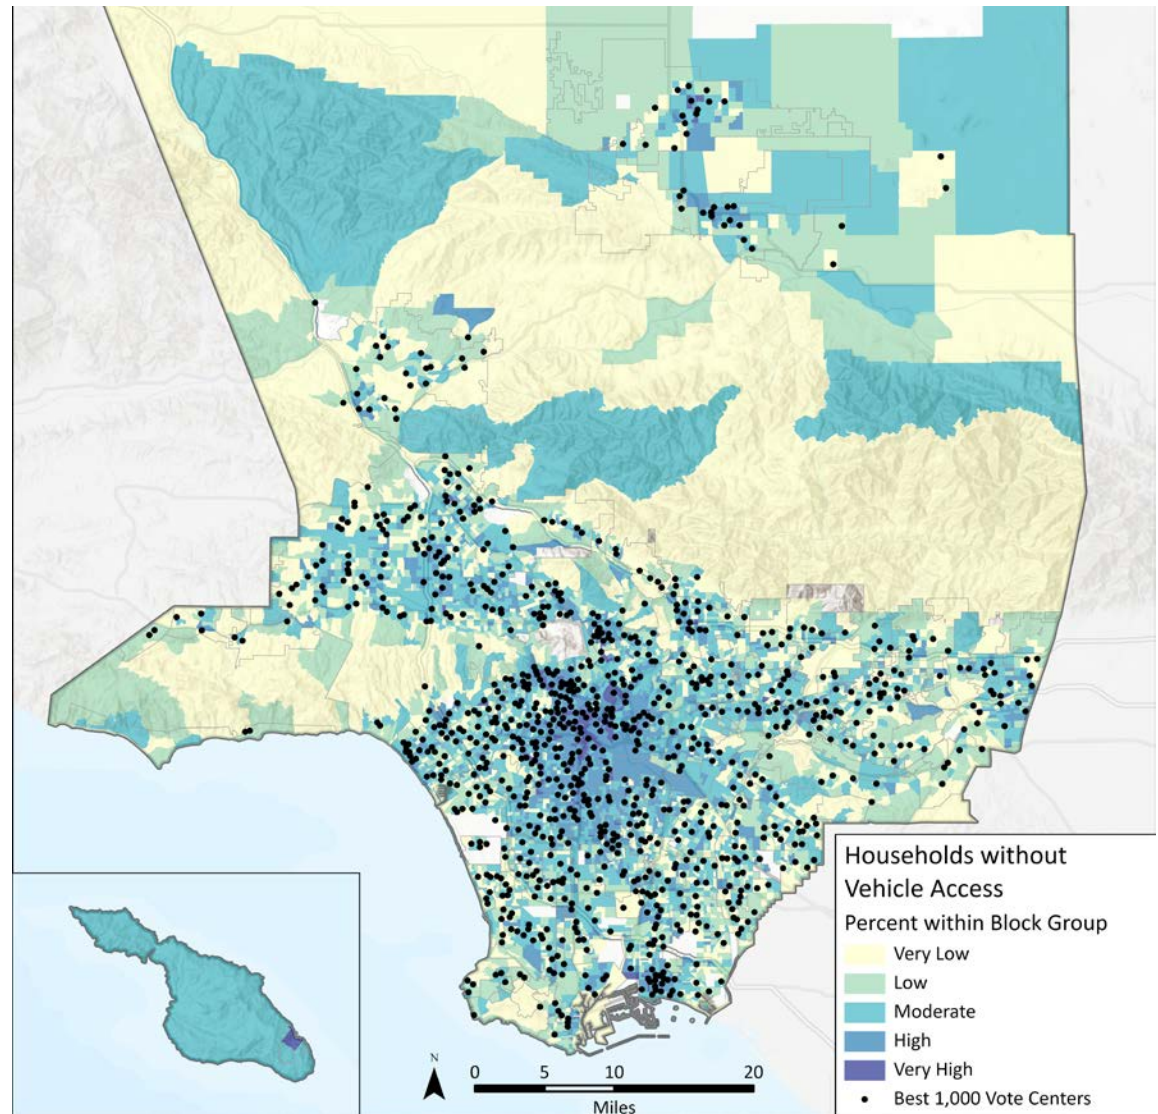 Households without
Vehicle Access
Percent within Block Group
Very Low
Low
Moderate
High
Very High
Best 1,000 Vote Centers
N
0 5 10 20
Miles